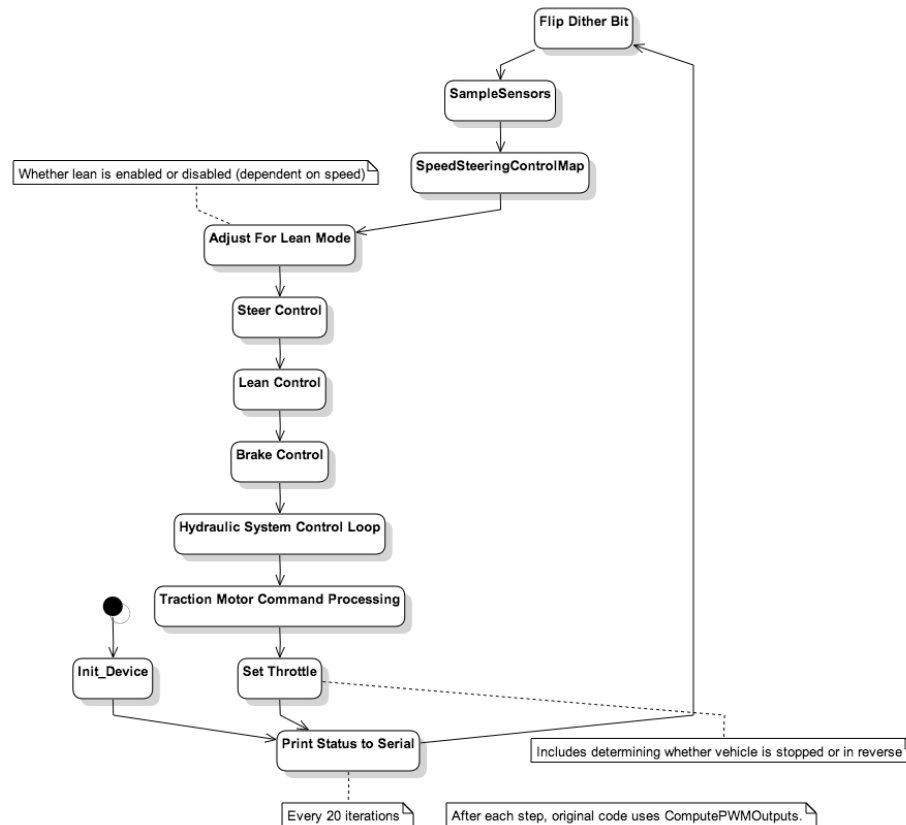 Flip Dither Bit
SampleSensors
SpeedSteeringControlMap
Whether lean is enabled or disabled (dependent on speed)
Adjust For Lean Mode
Steer Control
Lean Control
Brake Control
Hydraulic System Control Loop
Traction Motor Command Processing
Init_Device
Set Throttle
Print Status to Serial
Includes determining whether vehicle is stopped or in reverse
Every 20 iterations
After each step, original code uses ComputePWMOutputs.